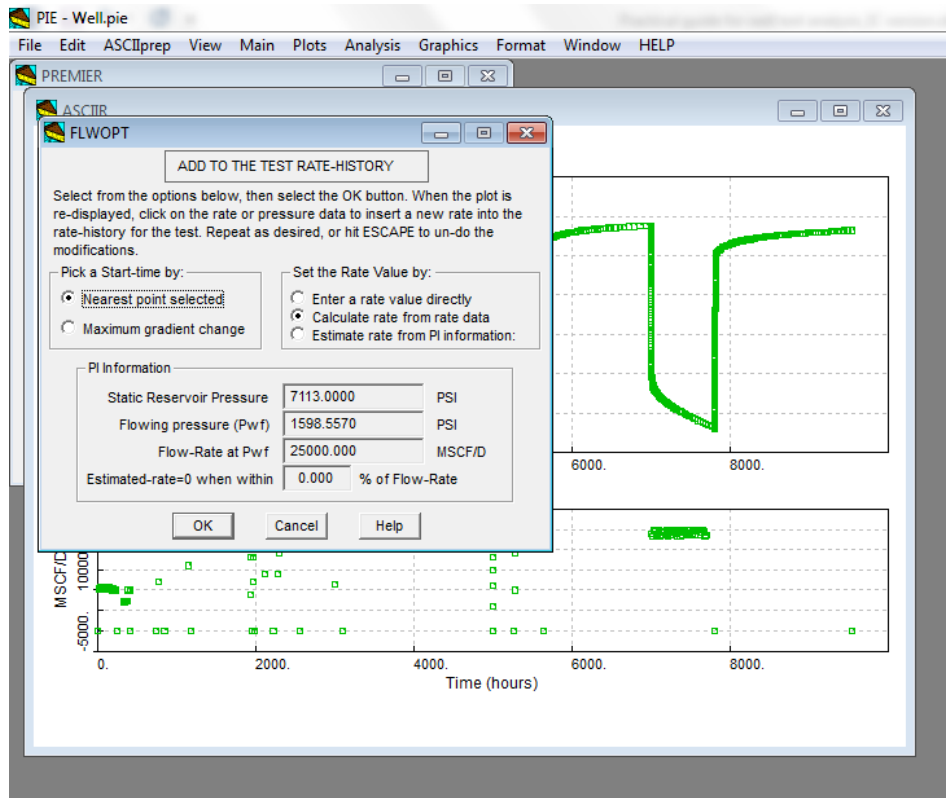 PIE - Well.pie
File Edit ASCIIprep View Main Plots Analysis Graphics Format Window HELP
PREMIER
ASCIIR
FLWOPT
ADD TO THE TEST RATE-HISTORY
Select from the options below, then select the OK button. When the plot is
re-displayed, click on the rate or pressure data to insert a new rate into the
rate-history for the test. Repeat as desired, or hit ESCAPE to un-do the
modifications.
Pick a Start-time by:
Nearest point selected
Maximum gradient change
Set the Rate Value by:
Enter a rate value directly
Calculate rate from rate data
Estimate rate from PI information:
PI Information
Static Reservoir Pressure 7113.0000 PSI
Flowing pressure (Pwf) 1598.5570 PSI
Flow-Rate at Pwf 25000.000 MSCF/D
Estimated-rate=0 when within 0.000 % of Flow-Rate
OK Cancel Help
6000. 8000.
MSCF/D
10000
-5000.
0. 2000. 4000. 6000. 8000.
Time (hours)